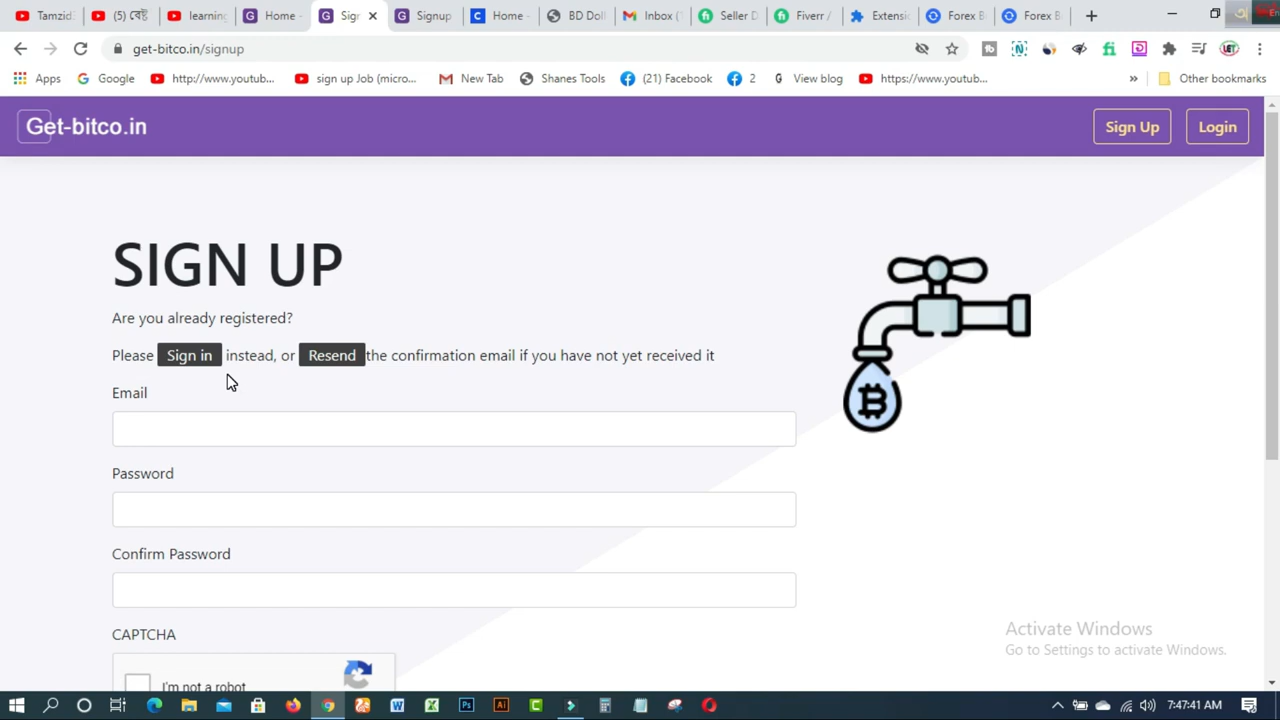 Tamzid
(5) বেট
learning
Home -
Sign
Signup
Home -
BD Doll
Inbox (
Seller D
Fiverr
Extensi
Forex B
Forex B
get-bitco.in/signup
Apps
Google
http://www.youtub...
sign up Job (micro...
New Tab
Shanes Tools
(21) Facebook
2
View blog
https://www.youtub...
»
Other bookmarks
Get-bitco.in
Sign Up
Login
SIGN UP
Are you already registered?
Please Sign in instead, or Resend the confirmation email if you have not yet received it
Email
Password
Confirm Password
CAPTCHA
I'm not a robot
Activate Windows
Go to Settings to activate Windows.
7:47:41 AM